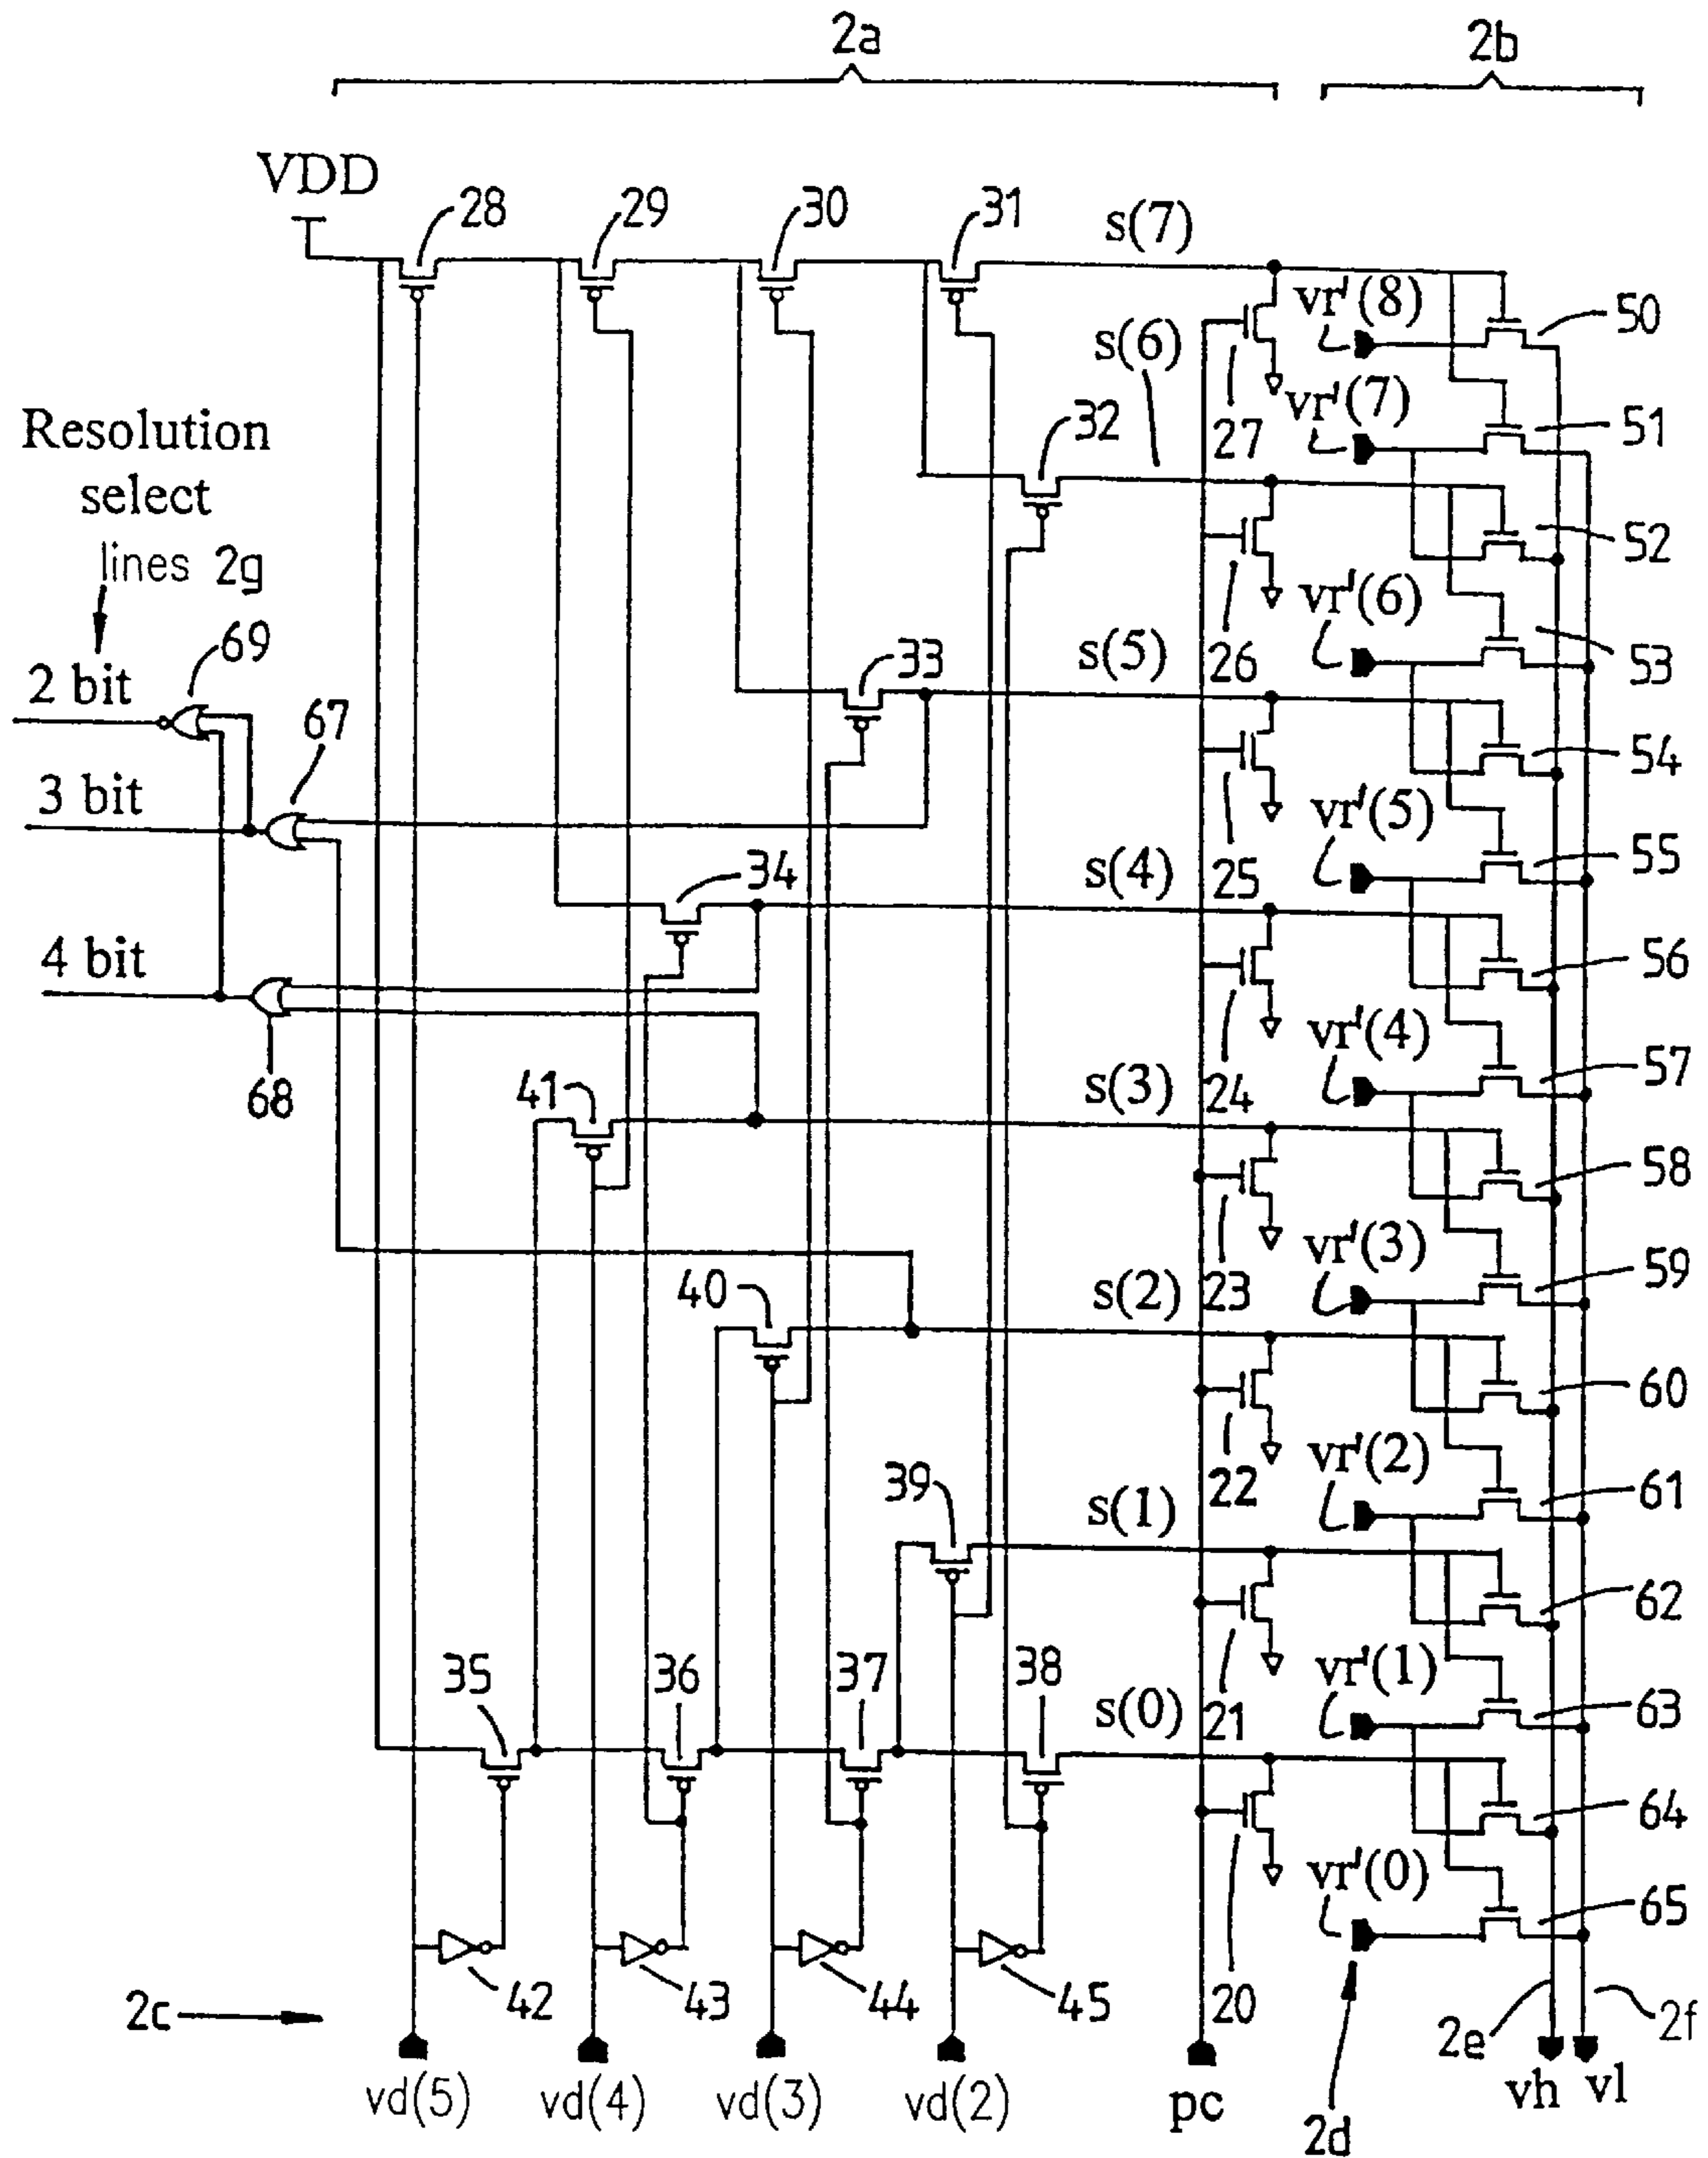 2a
2b
VDD
28
29
30
31
s(7)
vr'(8)
50
s(6)
27
vr'(7)
51
32
Resolution
select
lines 2g
52
26
vr'(6)
53
69
33
s(5)
2 bit
67
54
3 bit
25
vr'(5)
55
34
s(4)
4 bit
56
24
vr'(4)
57
68
41
s(3)
58
23
vr'(3)
59
40
s(2)
60
22
vr'(2)
61
39
s(1)
62
35
36
37
38
s(0)
21
vr'(1)
63
64
vr'(0)
65
42
43
44
45
20
2c
2e
2f
vd(5)
vd(4)
vd(3)
vd(2)
pc
2d
vh
vl